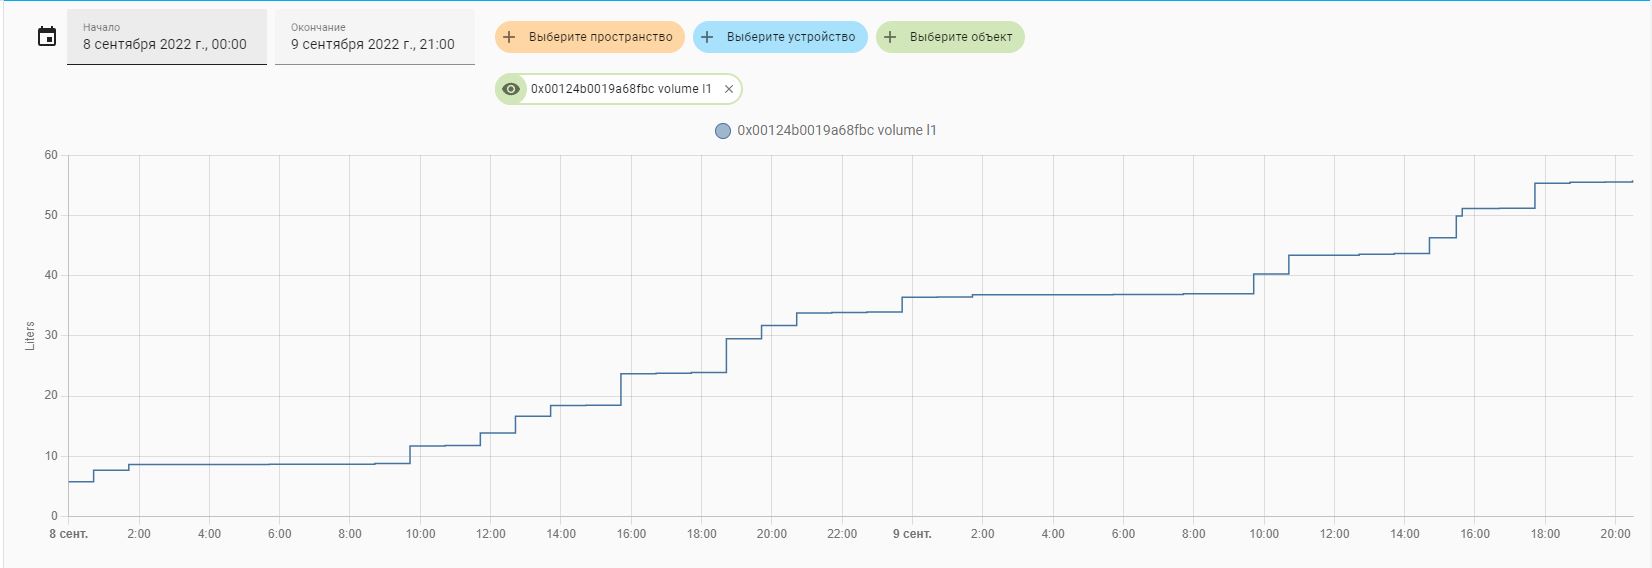 Начало
8 сентября 2022 г., 00:00
Окончание
9 сентября 2022 г., 21:00
+ Выберите пространство
+ Выберите устройство
+ Выберите объект
0x00124b0019a68fbc volume l1 ×
0x00124b0019a68fbc volume l1
60
50
40
30
20
10
0
Liters
8 сент. 2:00 4:00 6:00 8:00 10:00 12:00 14:00 16:00 18:00 20:00 22:00 9 сент. 2:00 4:00 6:00 8:00 10:00 12:00 14:00 16:00 18:00 20:00